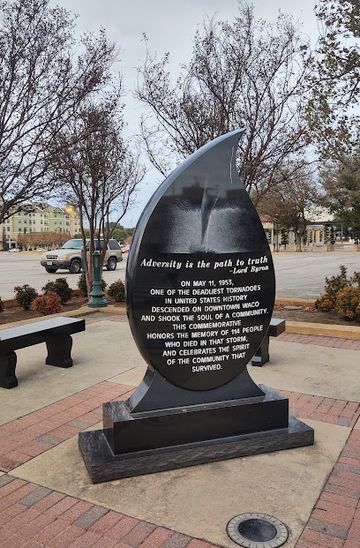 Adversity is the path to truth
-Lord Byron
ON MAY 11, 1953,
ONE OF THE DEADLIEST TORNADOES
IN UNITED STATES HISTORY
DESCENDED ON DOWNTOWN WACO
AND SHOOK THE SOUL OF A COMMUNITY.
THIS COMMEMORATIVE
HONORS THE MEMORY OF 114 PEOPLE
WHO DIED IN THAT STORM,
AND CELEBRATES THE SPIRIT
OF THE COMMUNITY THAT
SURVIVED.